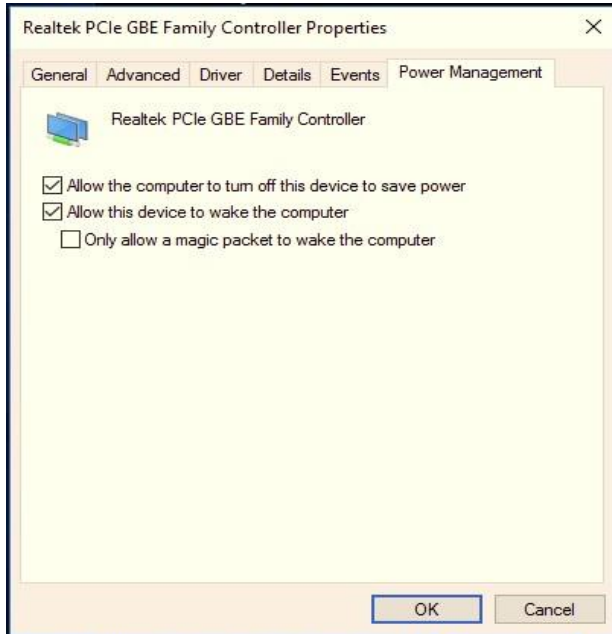 Realtek PCIe GBE Family Controller Properties
General Advanced Driver Details Events Power Management
Realtek PCIe GBE Family Controller
Allow the computer to turn off this device to save power
Allow this device to wake the computer
Only allow a magic packet to wake the computer
OK Cancel